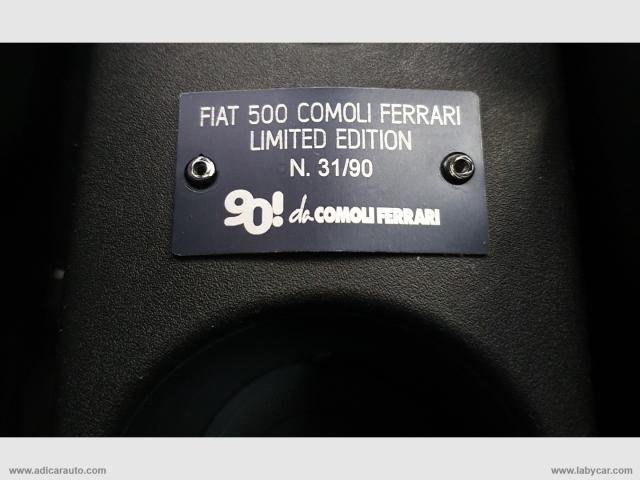 FIAT 500 COMOLI FERRARI
LIMITED EDITION
N. 31/90
90! da COMOLI FERRARI
www.adicarauto.com
www.labycar.com